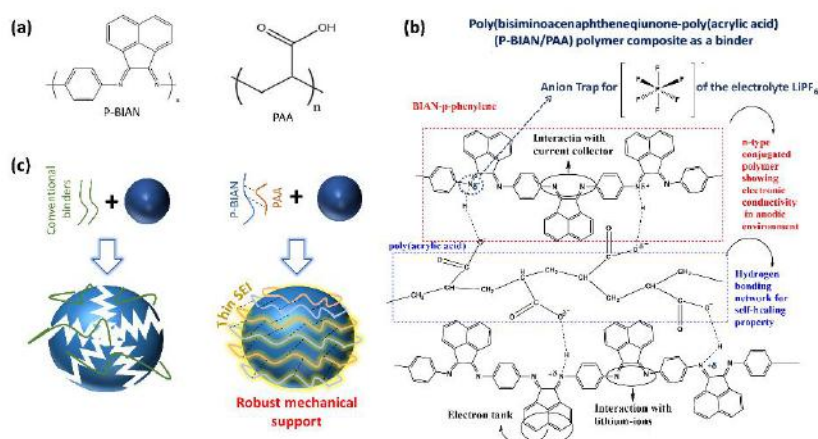 (a)
OH
O
N
N
n
P-BIAN
n
PAA
(c)
Conventional
binders
+
P-BIAN
PAA
+
Thin SEI
Robust mechanical
support
(b)
Poly(bisiminoacenaphthenequinone-poly(acrylic acid)
(P-BIAN/PAA) polymer composite as a binder
Anion Trap for
of the electrolyte LiPF6
BIAN-p-phenylene
Interactin with
current collector
n-type
conjugated
polymer
showing
electronic
conductivity
in anodic
environment
poly(acrylic acid)
Hydrogen
bonding
network for
self-healing
property
Electron tank
Interaction with
lithium-ions